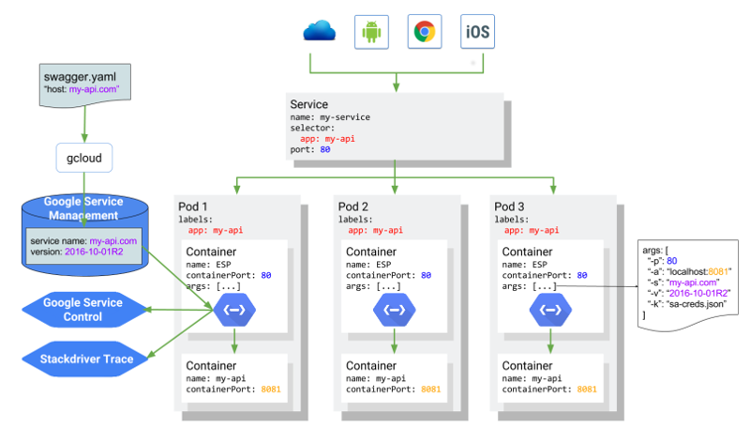 iOS
swagger.yaml
“host: my-api.com”
gcloud
Service
name: my-service
selector:
app: my-api
port: 80
Google Service
Management
service name: my-api.com
version: 2016-10-01R2
Google Service
Control
Stackdriver Trace
Pod 1
labels:
app: my-api
Container
name: ESP
containerPort: 80
args: [...]
Container
name: my-api
containerPort: 8081
Pod 2
labels:
app: my-api
Container
name: ESP
containerPort: 80
args: [...]
Container
name: my-api
containerPort: 8081
Pod 3
labels:
app: my-api
Container
name: ESP
containerPort: 80
args: [...]
Container
name: my-api
containerPort: 8081
args: [
“-p”: 80
“-a”: “localhost:8081”
“-s”: “my-api.com”
“-v”: “2016-10-01R2”
“-k”: “sa-creds.json”
]